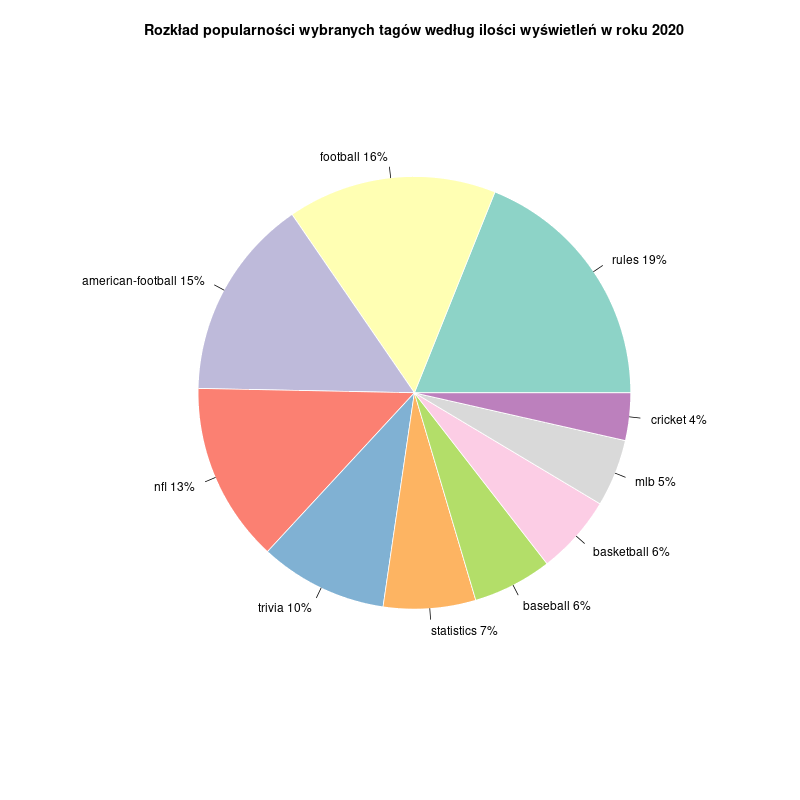 Rozkład popularności wybranych tagów według ilości wyświetleń w roku 2020
football 16%
rules 19%
american-football 15%
cricket 4%
mlb 5%
nfl 13%
basketball 6%
baseball 6%
trivia 10%
statistics 7%